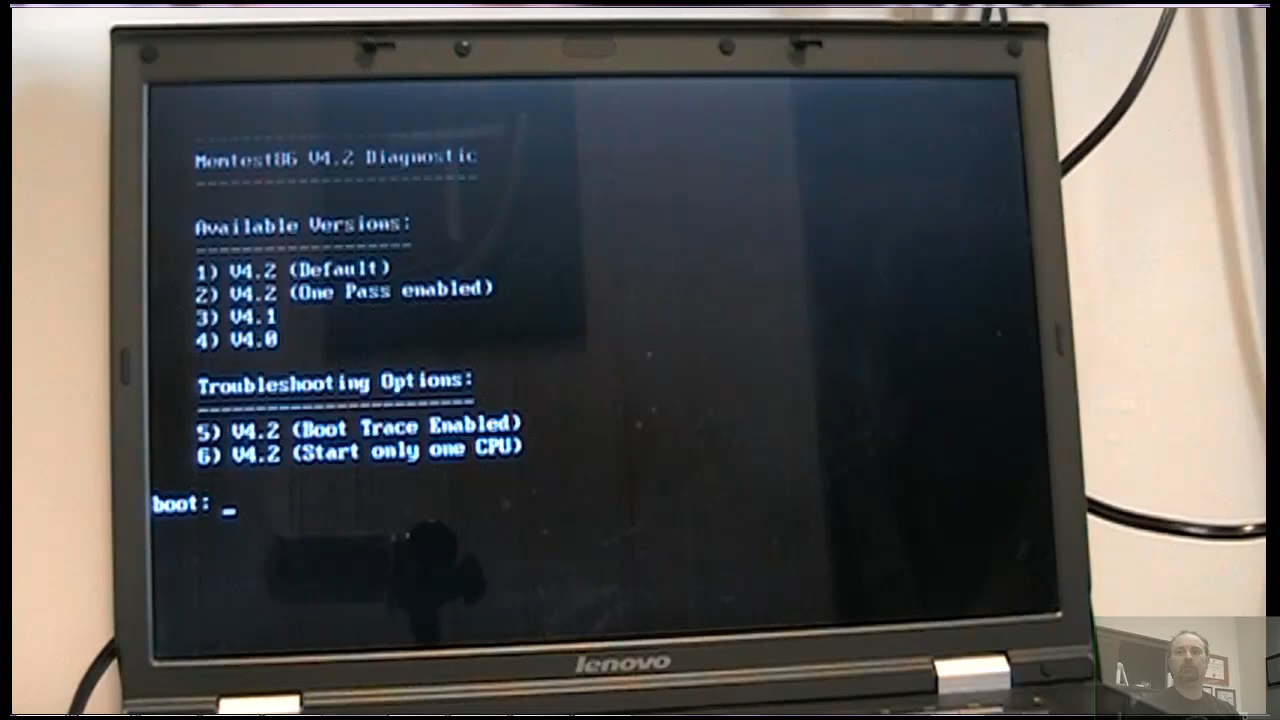 ------------------------
Memtest86 V4.2 Diagnostic
------------------------
Available Versions:
------------------
1) V4.2 (Default)
2) V4.2 (One Pass enabled)
3) V4.1
4) V4.0
Troubleshooting Options:
-----------------------
5) V4.2 (Boot Trace Enabled)
6) V4.2 (Start only one CPU)
boot: _
lenovo